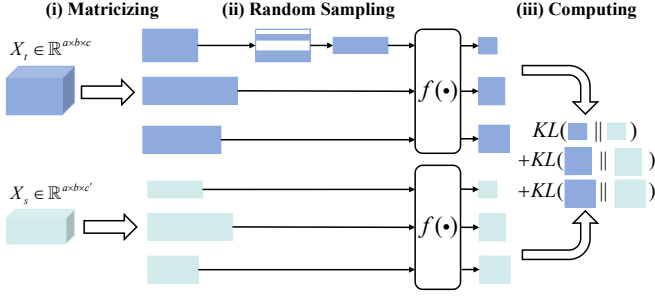 (i) Matricizing (ii) Random Sampling (iii) Computing
X_t ∈ ℝ^{a×b×c}
f(•)
KL( || )
+KL( || )
+KL( || )
X_s ∈ ℝ^{a×b×c'}
f(•)